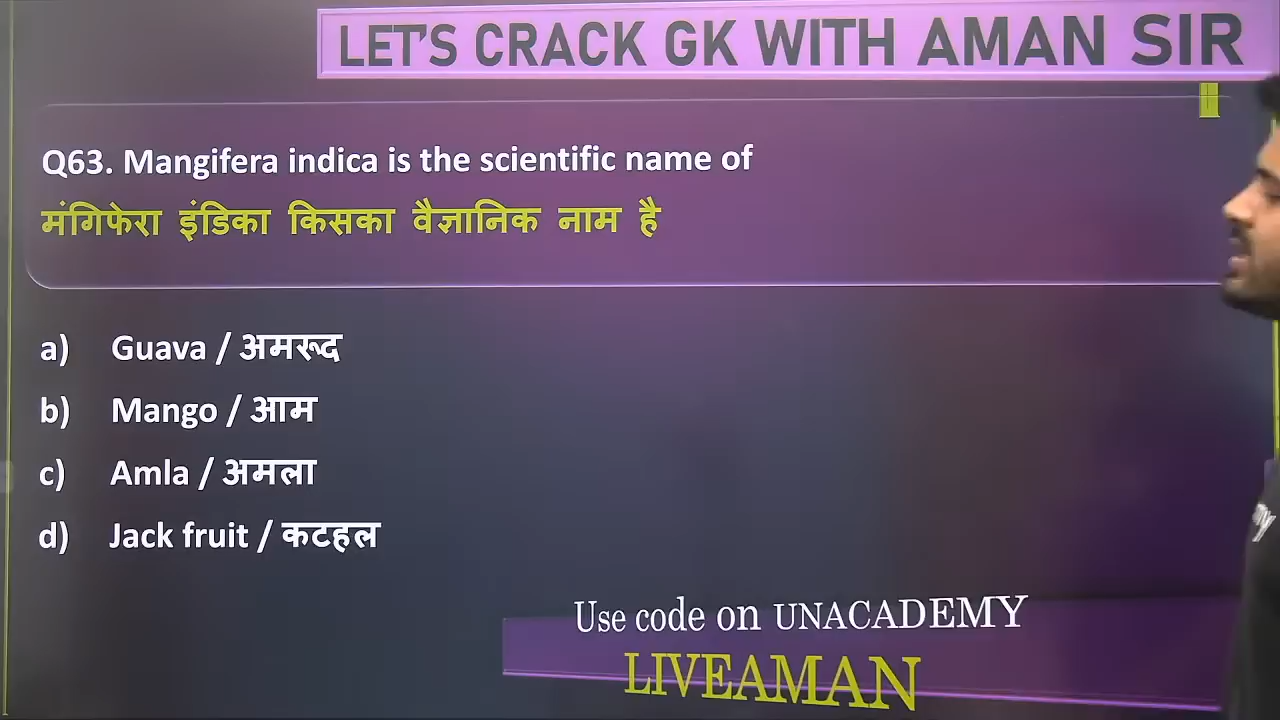 LET'S CRACK GK WITH AMAN SIR
Q63. Mangifera indica is the scientific name of
मंगिफेरा इंडिका किसका वैज्ञानिक नाम है
a) Guava / अमरूद
b) Mango / आम
c) Amla / अमला
d) Jack fruit / कटहल
Use code on UNACADEMY
LIVEAMAN